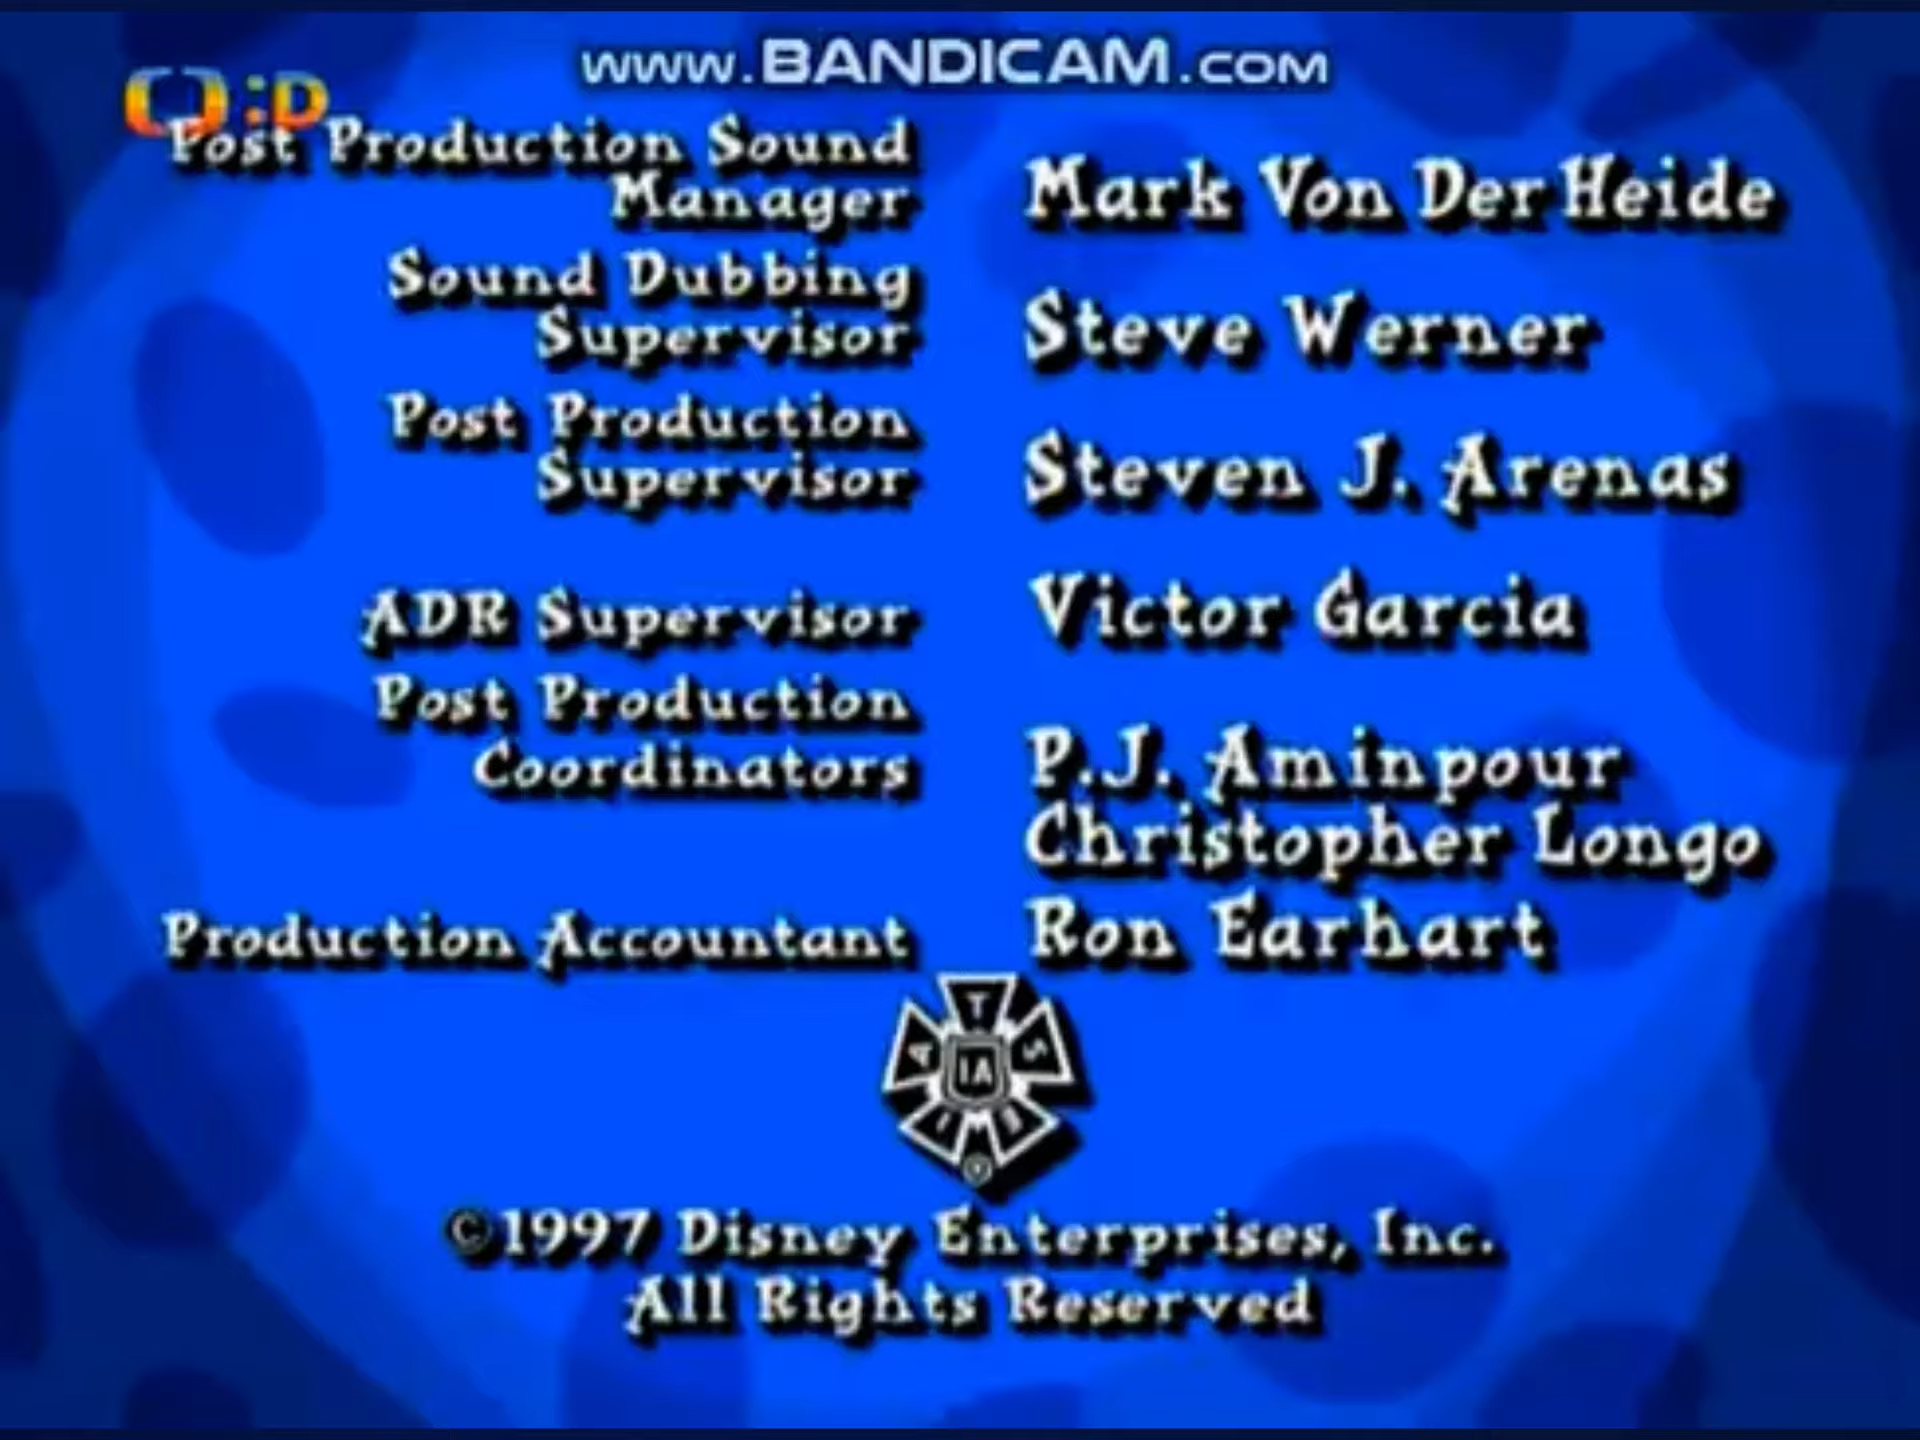 www.BANDICAM.com
:D
Post Production Sound
Manager
Mark Von Der Heide
Sound Dubbing
Supervisor
Steve Werner
Post Production
Supervisor
Steven J. Arenas
ADR Supervisor
Victor Garcia
Post Production
Coordinators
P.J. Aminpour
Christopher Longo
Production Accountant
Ron Earhart
T
A
S
IA
I
E
®
©1997 Disney Enterprises, Inc.
All Rights Reserved